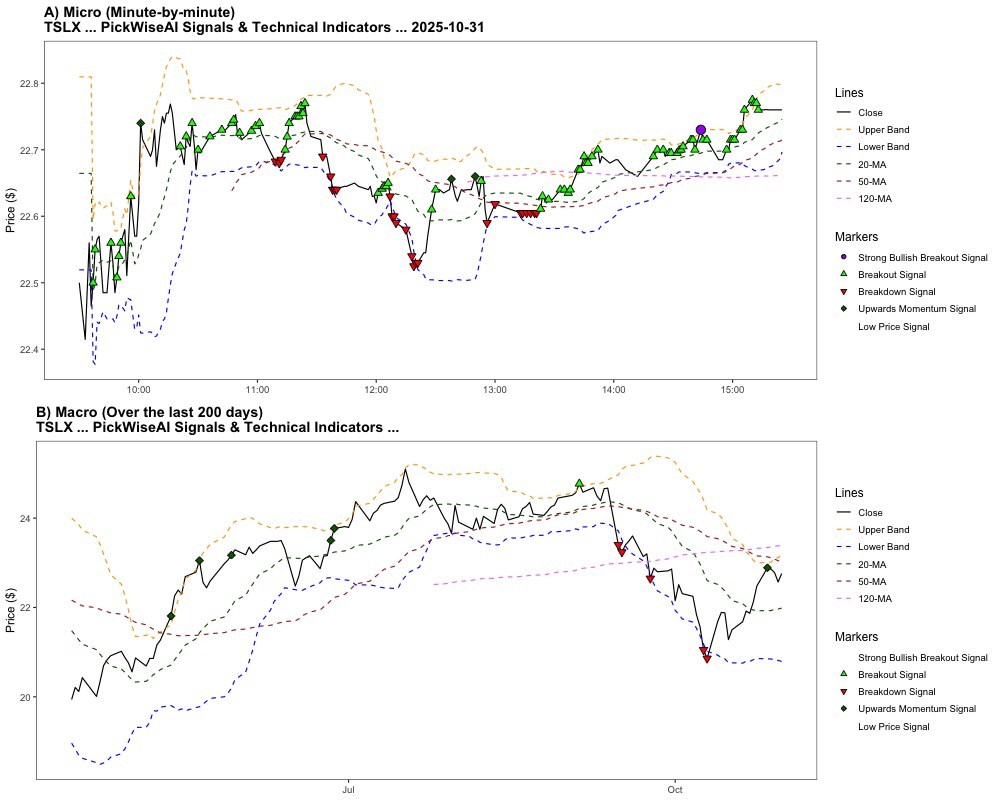 A) Micro (Minute-by-minute)
TSLX ... PickWiseAI Signals & Technical Indicators ... 2025-10-31
Price ($)
22.8
22.7
22.6
22.5
22.4
10:00
11:00
12:00
13:00
14:00
15:00
Lines
Close
Upper Band
Lower Band
20-MA
50-MA
120-MA
Markers
Strong Bullish Breakout Signal
Breakout Signal
Breakdown Signal
Upwards Momentum Signal
Low Price Signal
B) Macro (Over the last 200 days)
TSLX ... PickWiseAI Signals & Technical Indicators ...
Price ($)
24
22
20
Jul
Oct
Lines
Close
Upper Band
Lower Band
20-MA
50-MA
120-MA
Markers
Strong Bullish Breakout Signal
Breakout Signal
Breakdown Signal
Upwards Momentum Signal
Low Price Signal